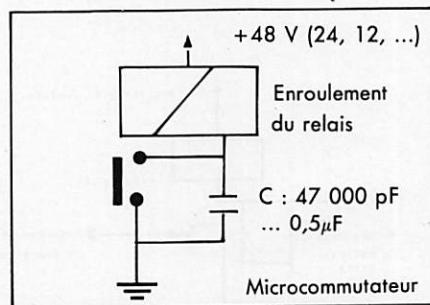 +48 V (24, 12, ...)
Enroulement
du relais
C : 47 000 pF
... 0,5µF
Microcommutateur